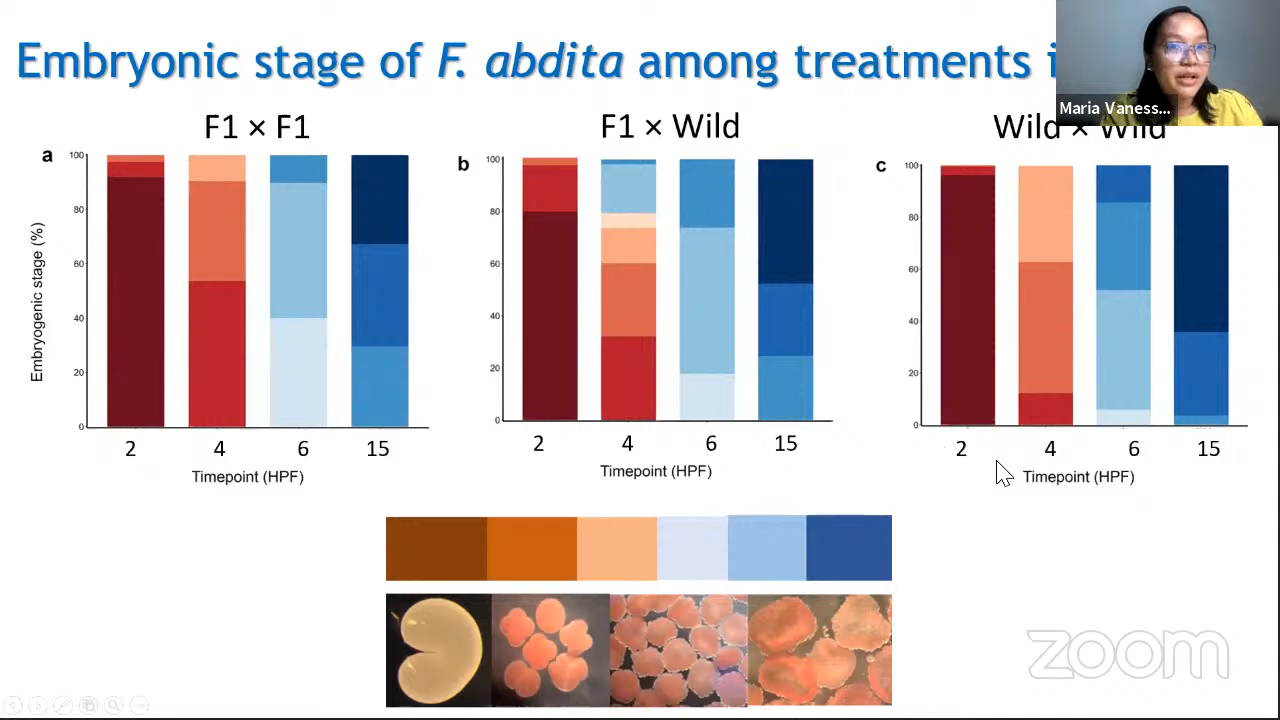 Embryonic stage of F. abdita among treatments i
Maria Vaness...
F1 × F1
F1 × Wild
Wild × Wild
a
b
c
Embryogenic stage (%)
100
80
60
40
20
0
100
80
60
40
20
0
100
80
60
40
20
0
2 4 6 15
2 4 6 15
2 4 6 15
Timepoint (HPF)
Timepoint (HPF)
Timepoint (HPF)
zoom